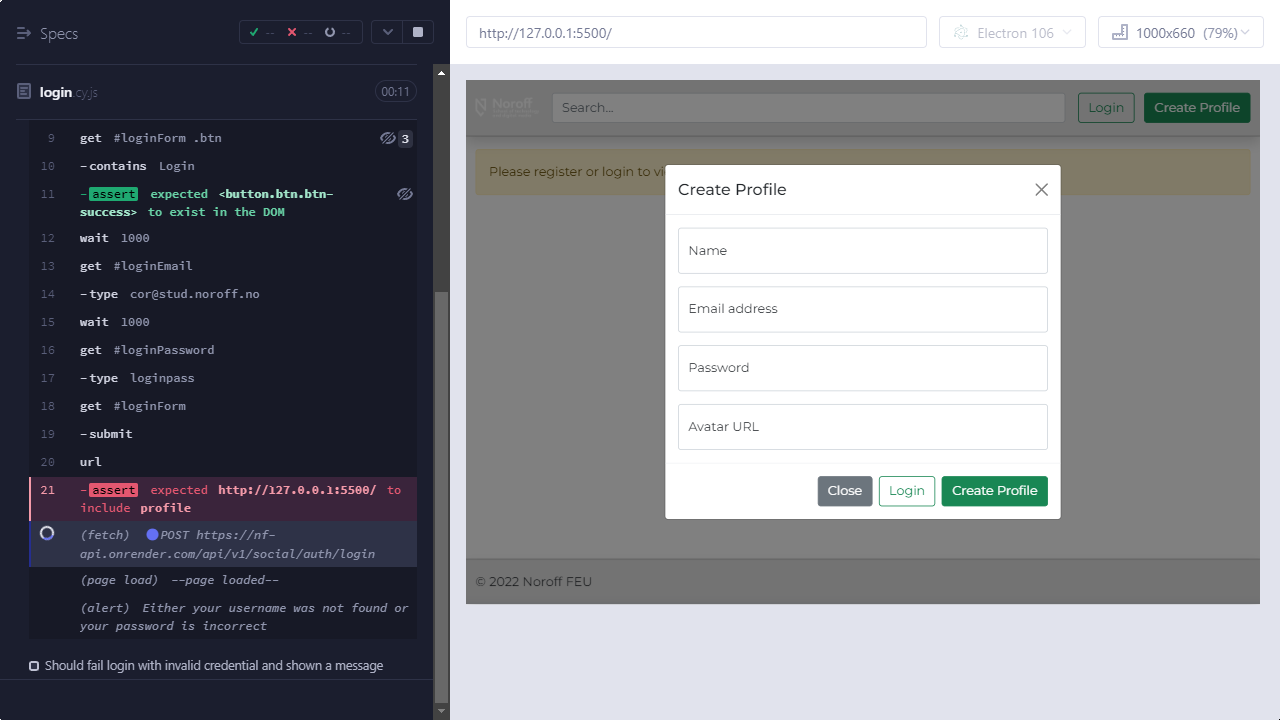 Specs
-- -- --
login.cy.js
00:11
9 get #loginForm .btn 3
10 -contains Login
11 -assert expected <button.btn.btn-
success> to exist in the DOM
12 wait 1000
13 get #loginEmail
14 -type cor@stud.noroff.no
15 wait 1000
16 get #loginPassword
17 -type loginpass
18 get #loginForm
19 -submit
20 url
21 -assert expected http://127.0.0.1:5500/ to
include profile
(fetch) POST https://nf-
api.onrender.com/api/v1/social/auth/login
(page load) --page loaded--
(alert) Either your username was not found or
your password is incorrect
Should fail login with invalid credential and shown a message
http://127.0.0.1:5500/
Electron 106
1000x660 (79%)
Noroff
Search...
Login
Create Profile
Please register or login to vi
Create Profile
Name
Email address
Password
Avatar URL
Close
Login
Create Profile
© 2022 Noroff FEU